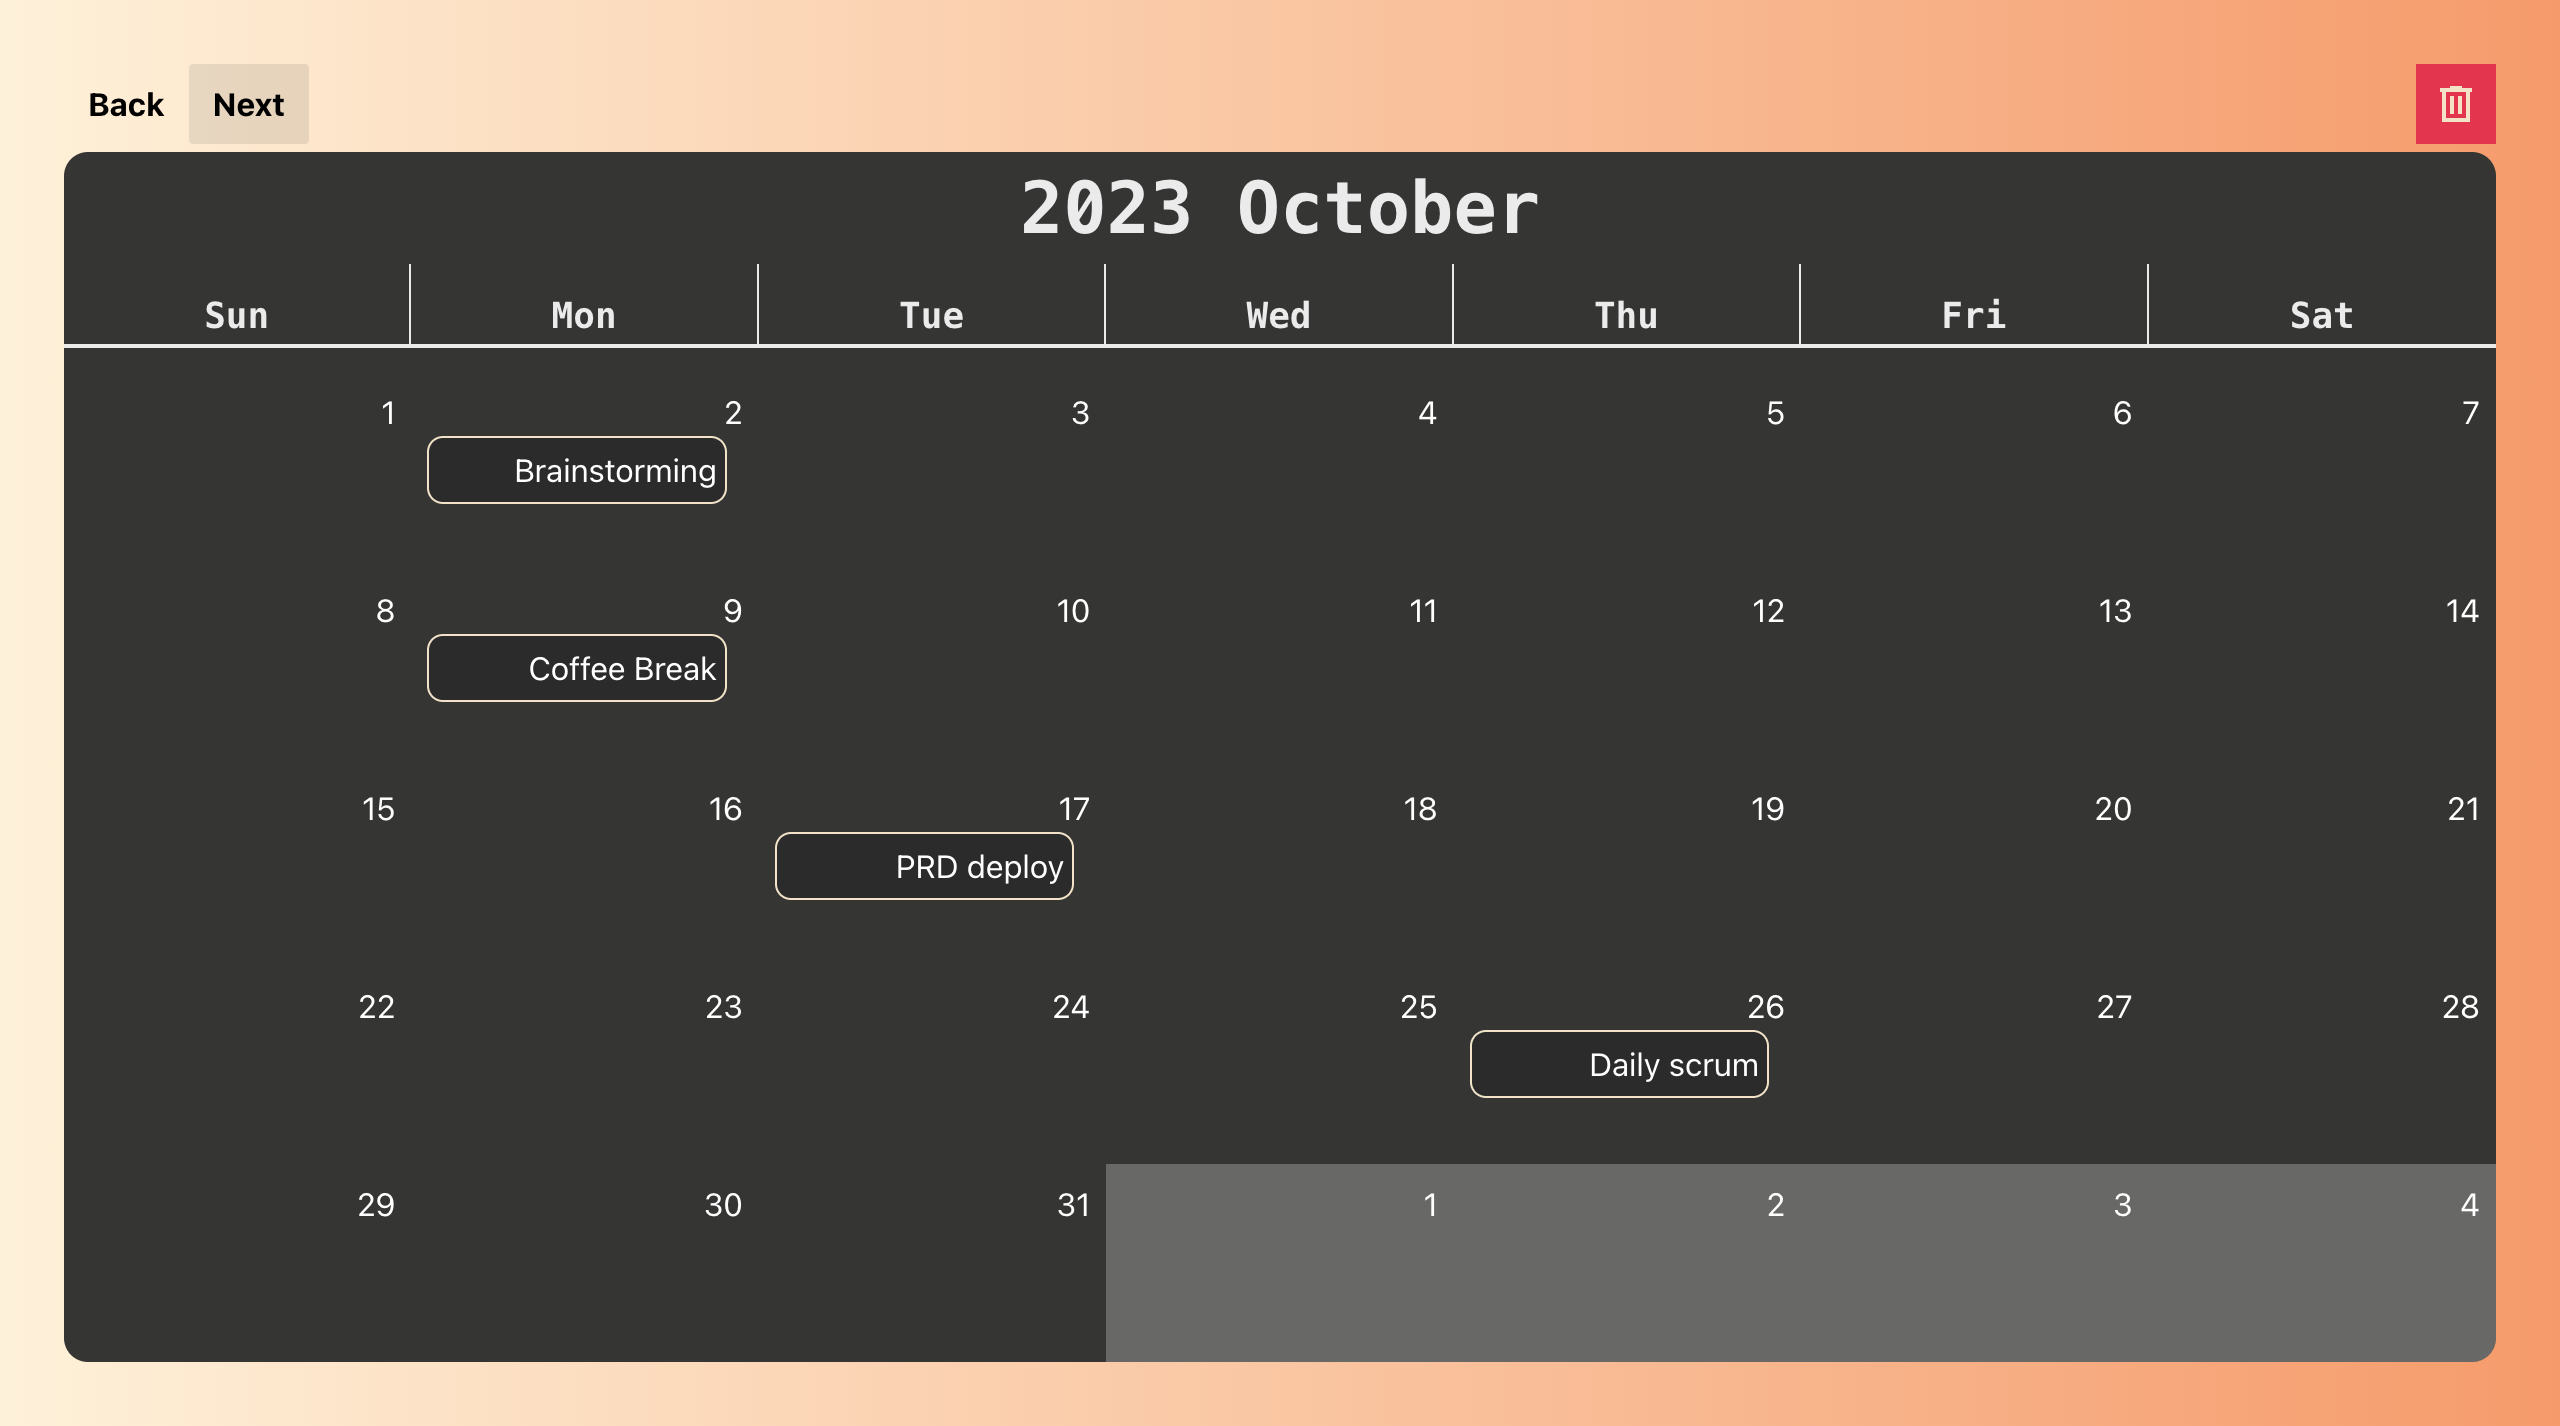 Back Next
2023 October
Sun Mon Tue Wed Thu Fri Sat
1 2 3 4 5 6 7
Brainstorming
8 9 10 11 12 13 14
Coffee Break
15 16 17 18 19 20 21
PRD deploy
22 23 24 25 26 27 28
Daily scrum
29 30 31 1 2 3 4